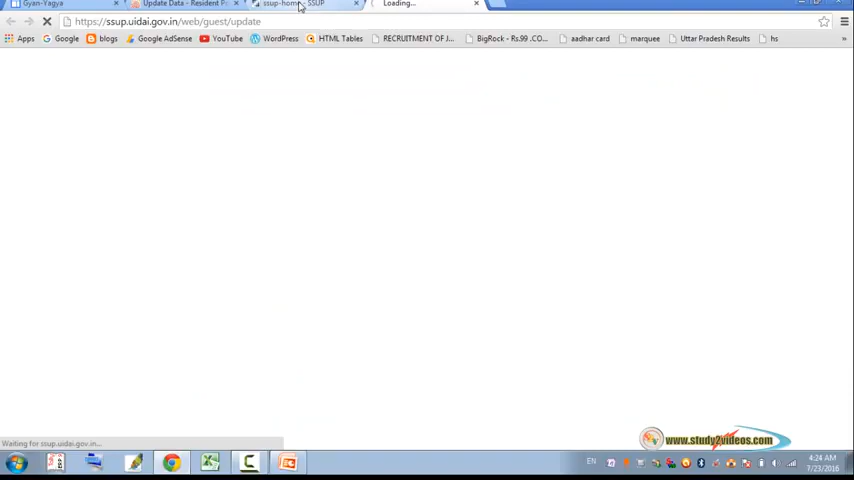 Gyan-Yagya
Update Data - Resident P
ssup-home - SSUP
Loading...
https://ssup.uidai.gov.in/web/guest/update
Apps Google blogs Google AdSense YouTube WordPress HTML Tables RECRUITMENT OF J... BigRock - Rs.99 .CO... aadhar card marquee Uttar Pradesh Results hs »
Waiting for ssup.uidai.gov.in...
www.study2videos.com
EN
4:24 AM
7/23/2016